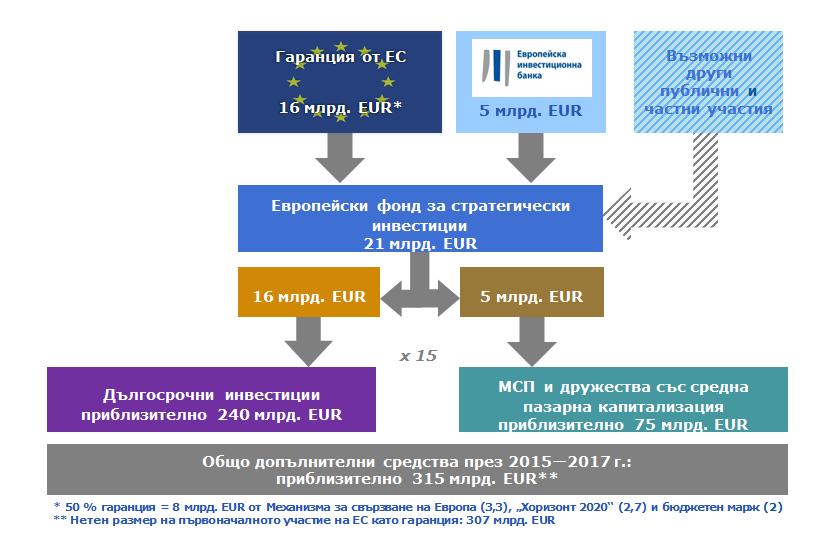 Гаранция от ЕС
16 млрд. EUR*
Европейска
инвестиционна
банка
5 млрд. EUR
Възможни
други
публични и
частни участия
Европейски фонд за стратегически
инвестиции
21 млрд. EUR
16 млрд. EUR
5 млрд. EUR
x 15
Дългосрочни инвестиции
приблизително 240 млрд. EUR
МСП и дружества със средна
пазарна капитализация
приблизително 75 млрд. EUR
Общо допълнителни средства през 2015—2017 г.:
приблизително 315 млрд. EUR**
* 50 % гаранция = 8 млрд. EUR от Механизма за свързване на Европа (3,3), „Хоризонт 2020“ (2,7) и бюджетен марж (2)
** Нетен размер на първоначалното участие на ЕС като гаранция: 307 млрд. EUR